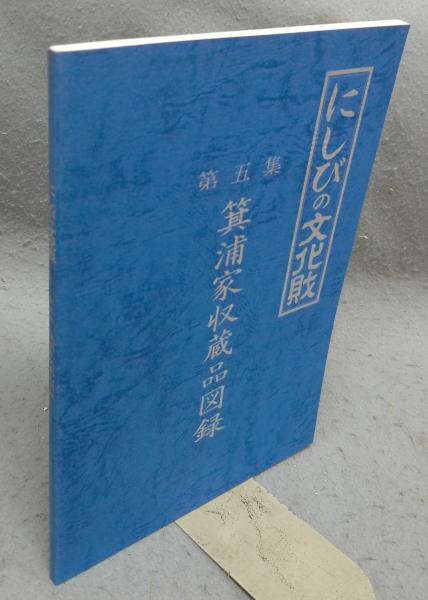 にしびの文化財
第五集
箕浦家収蔵品図録